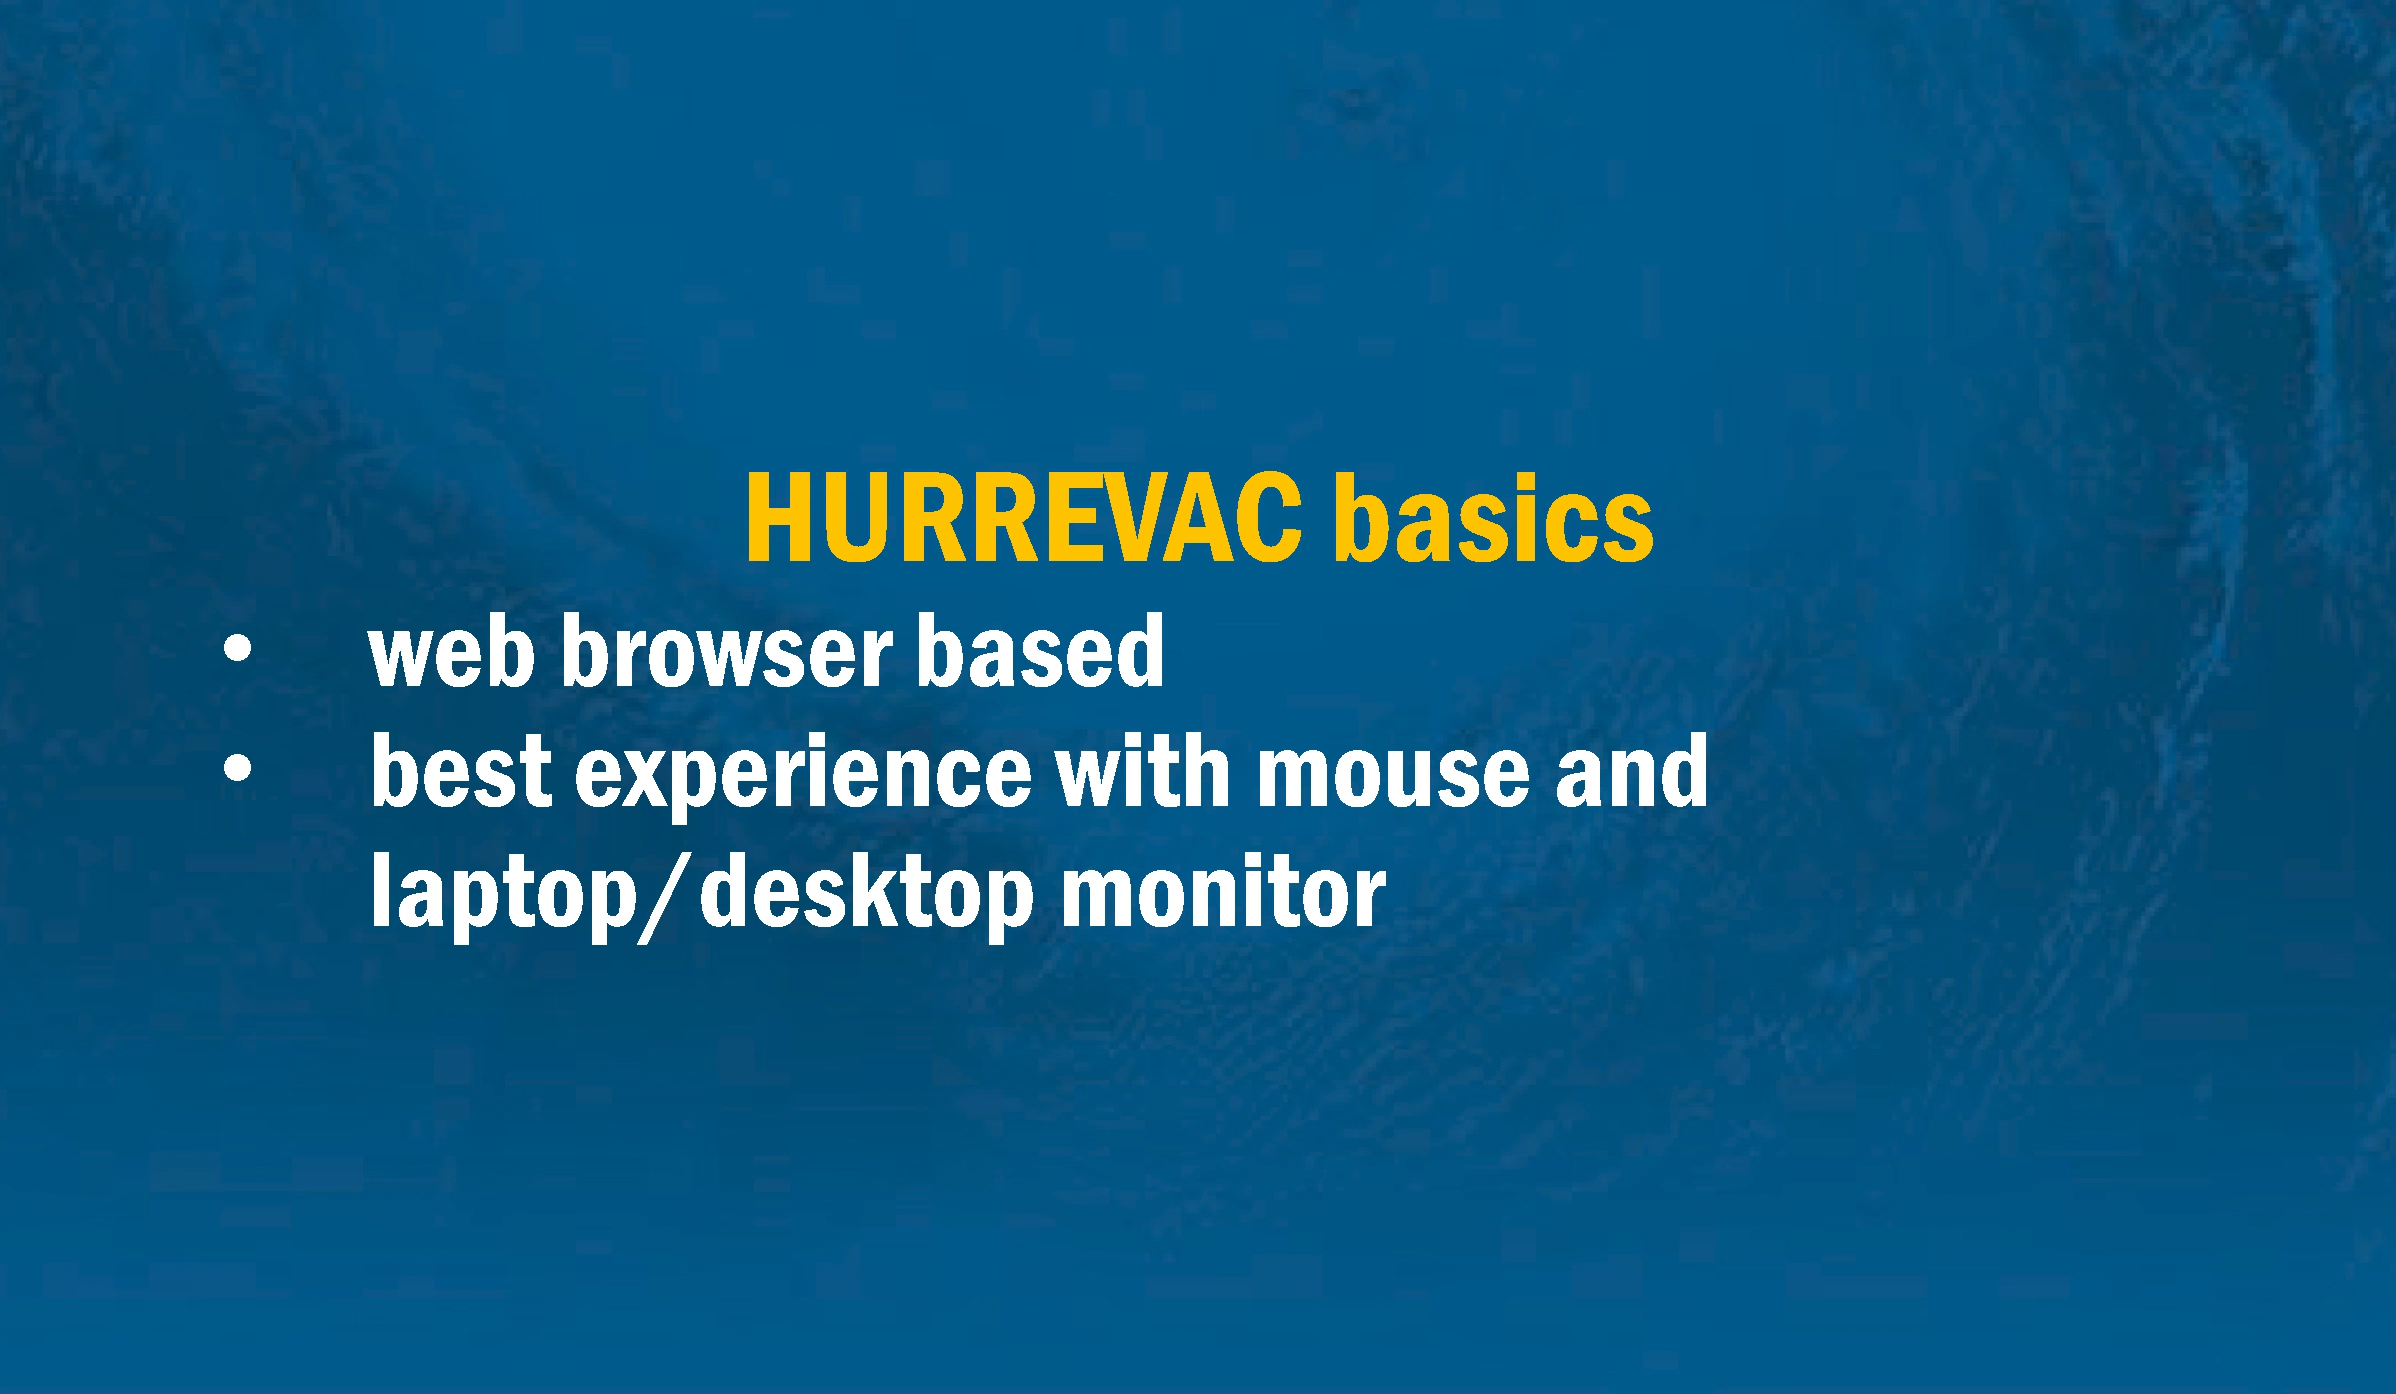 HURREVAC basics
• web browser based
• best experience with mouse and
laptop/desktop monitor